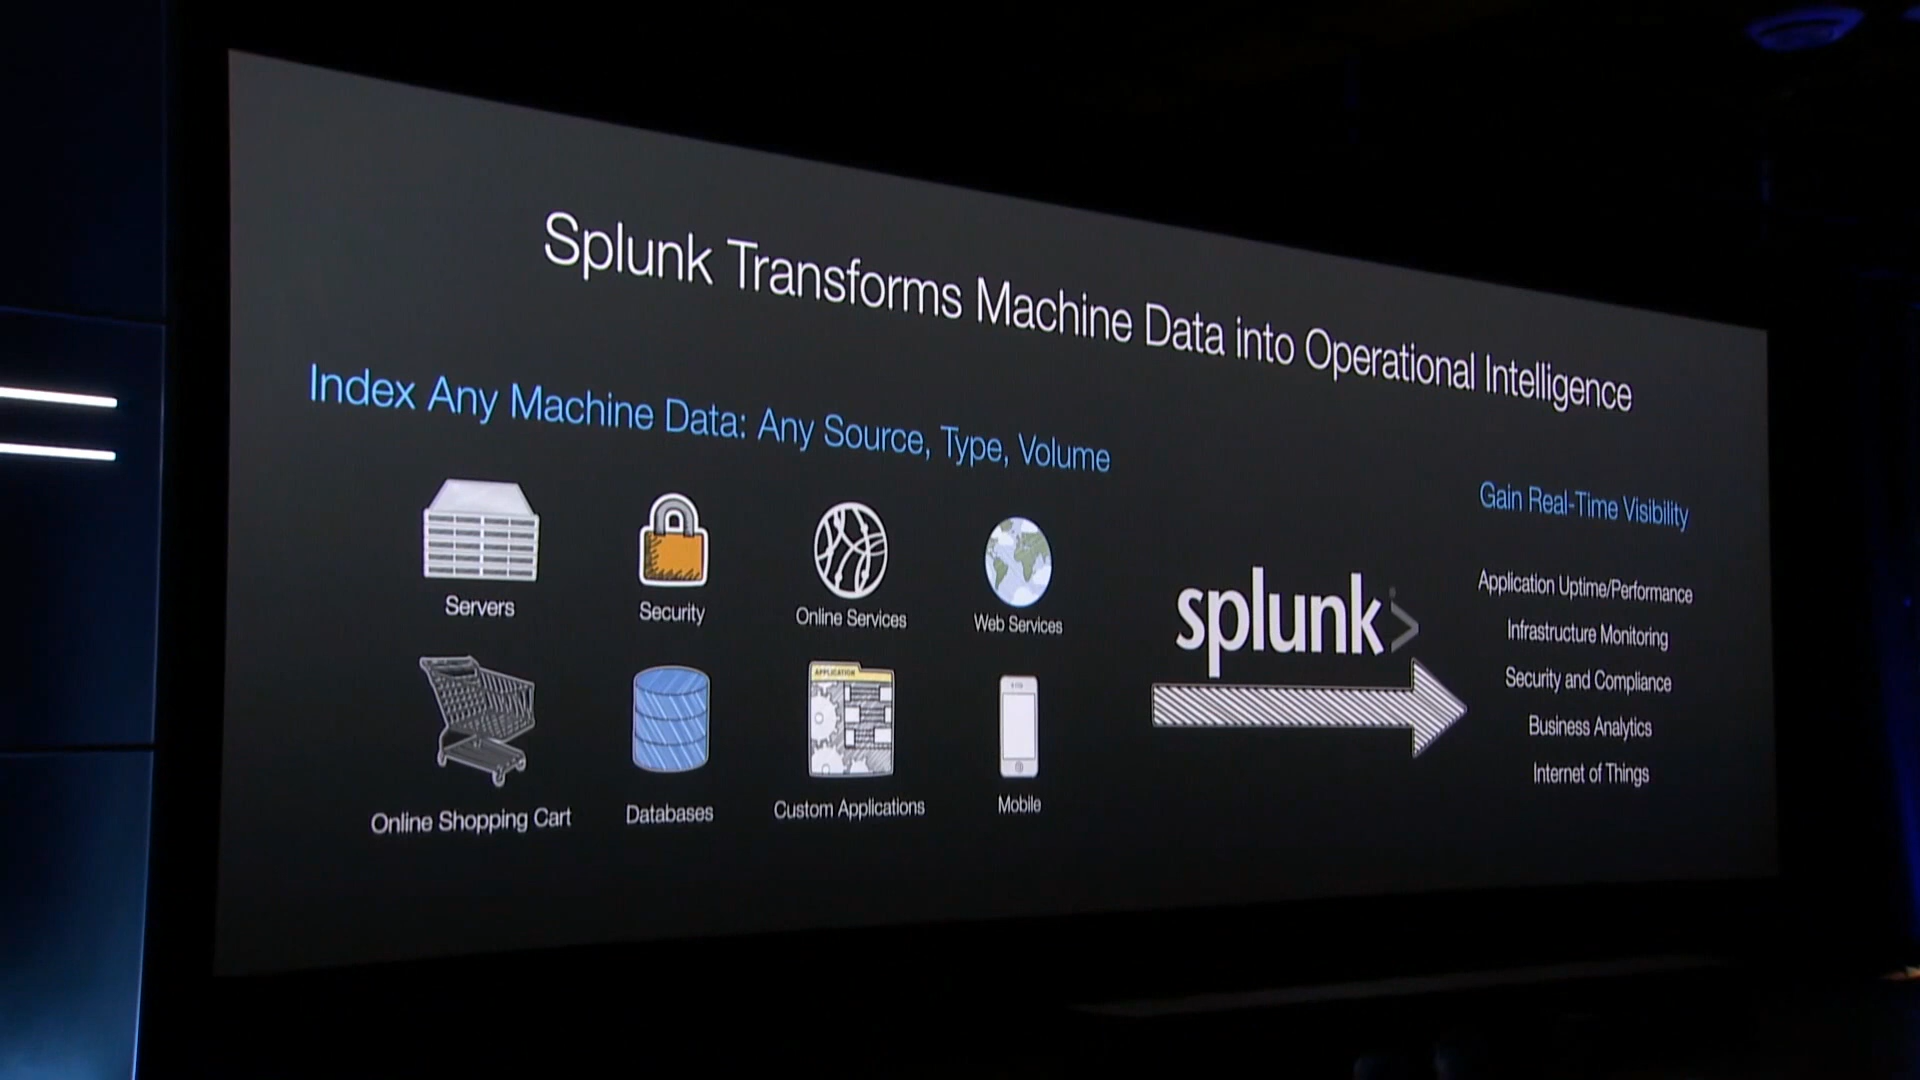 Splunk Transforms Machine Data into Operational Intelligence
Index Any Machine Data: Any Source, Type, Volume
Servers
Security
Online Services
Web Services
APPLICATION
Online Shopping Cart
Databases
Custom Applications
Mobile
splunk>
Gain Real-Time Visibility
Application Uptime/Performance
Infrastructure Monitoring
Security and Compliance
Business Analytics
Internet of Things